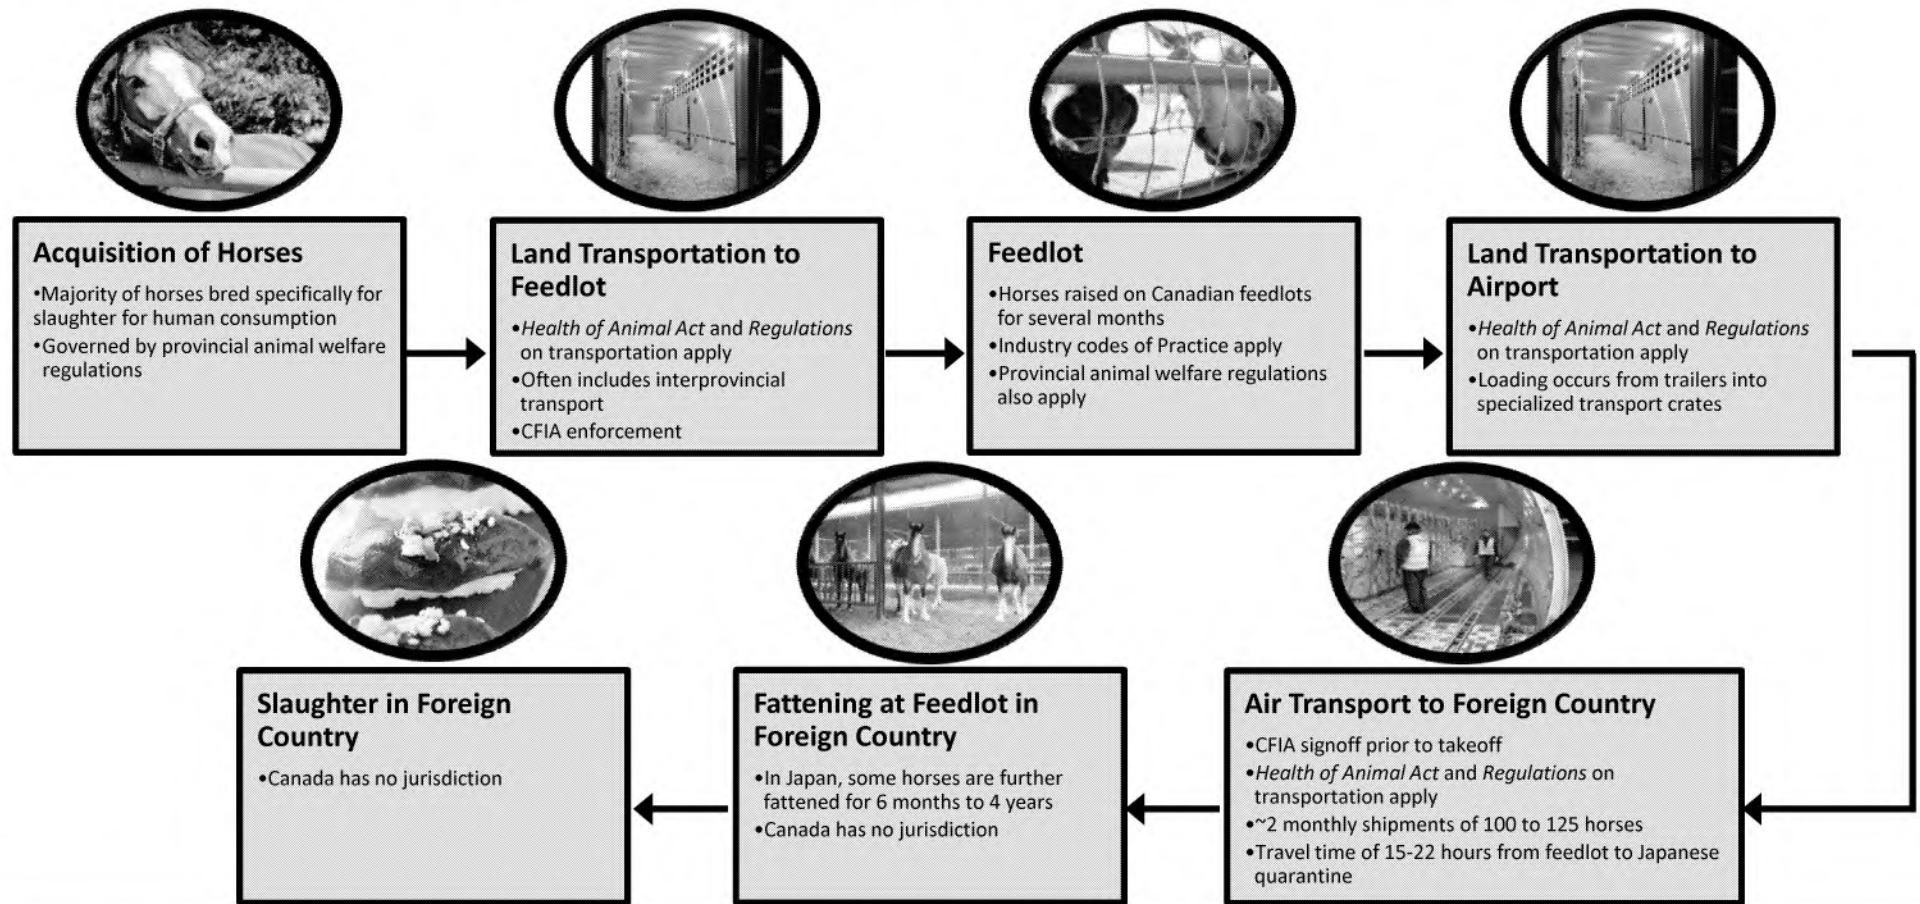 Acquisition of Horses
•Majority of horses bred specifically for
slaughter for human consumption
•Governed by provincial animal welfare
regulations
Land Transportation to
Feedlot
•Health of Animal Act and Regulations
on transportation apply
•Often includes interprovincial
transport
•CFIA enforcement
Feedlot
•Horses raised on Canadian feedlots
for several months
•Industry codes of Practice apply
•Provincial animal welfare regulations
also apply
Land Transportation to
Airport
•Health of Animal Act and Regulations
on transportation apply
•Loading occurs from trailers into
specialized transport crates
Air Transport to Foreign Country
•CFIA signoff prior to takeoff
•Health of Animal Act and Regulations on
transportation apply
•~2 monthly shipments of 100 to 125 horses
•Travel time of 15-22 hours from feedlot to Japanese
quarantine
Fattening at Feedlot in
Foreign Country
•In Japan, some horses are further
fattened for 6 months to 4 years
•Canada has no jurisdiction
Slaughter in Foreign
Country
•Canada has no jurisdiction